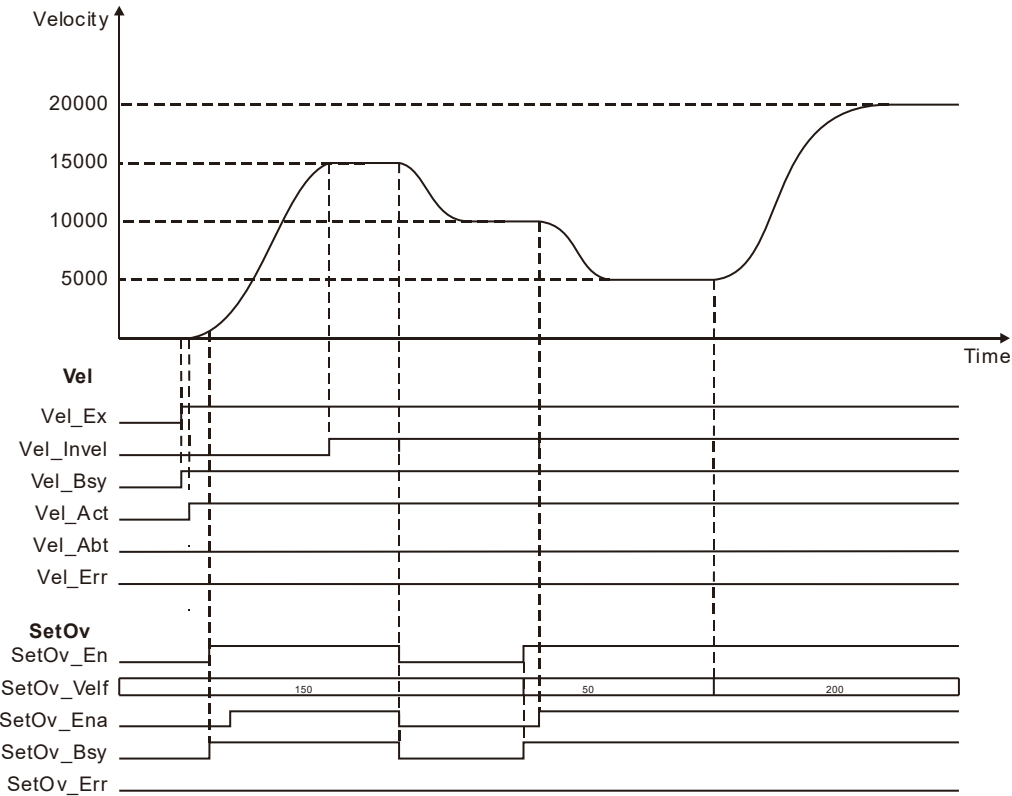 Velocity
20000
15000
10000
5000
Time
Vel
Vel_Ex
Vel_Invel
Vel_Bsy
Vel_Act
Vel_Abt
Vel_Err
SetOv
SetOv_En
SetOv_Velf 150 50 200
SetOv_Ena
SetOv_Bsy
SetOv_Err